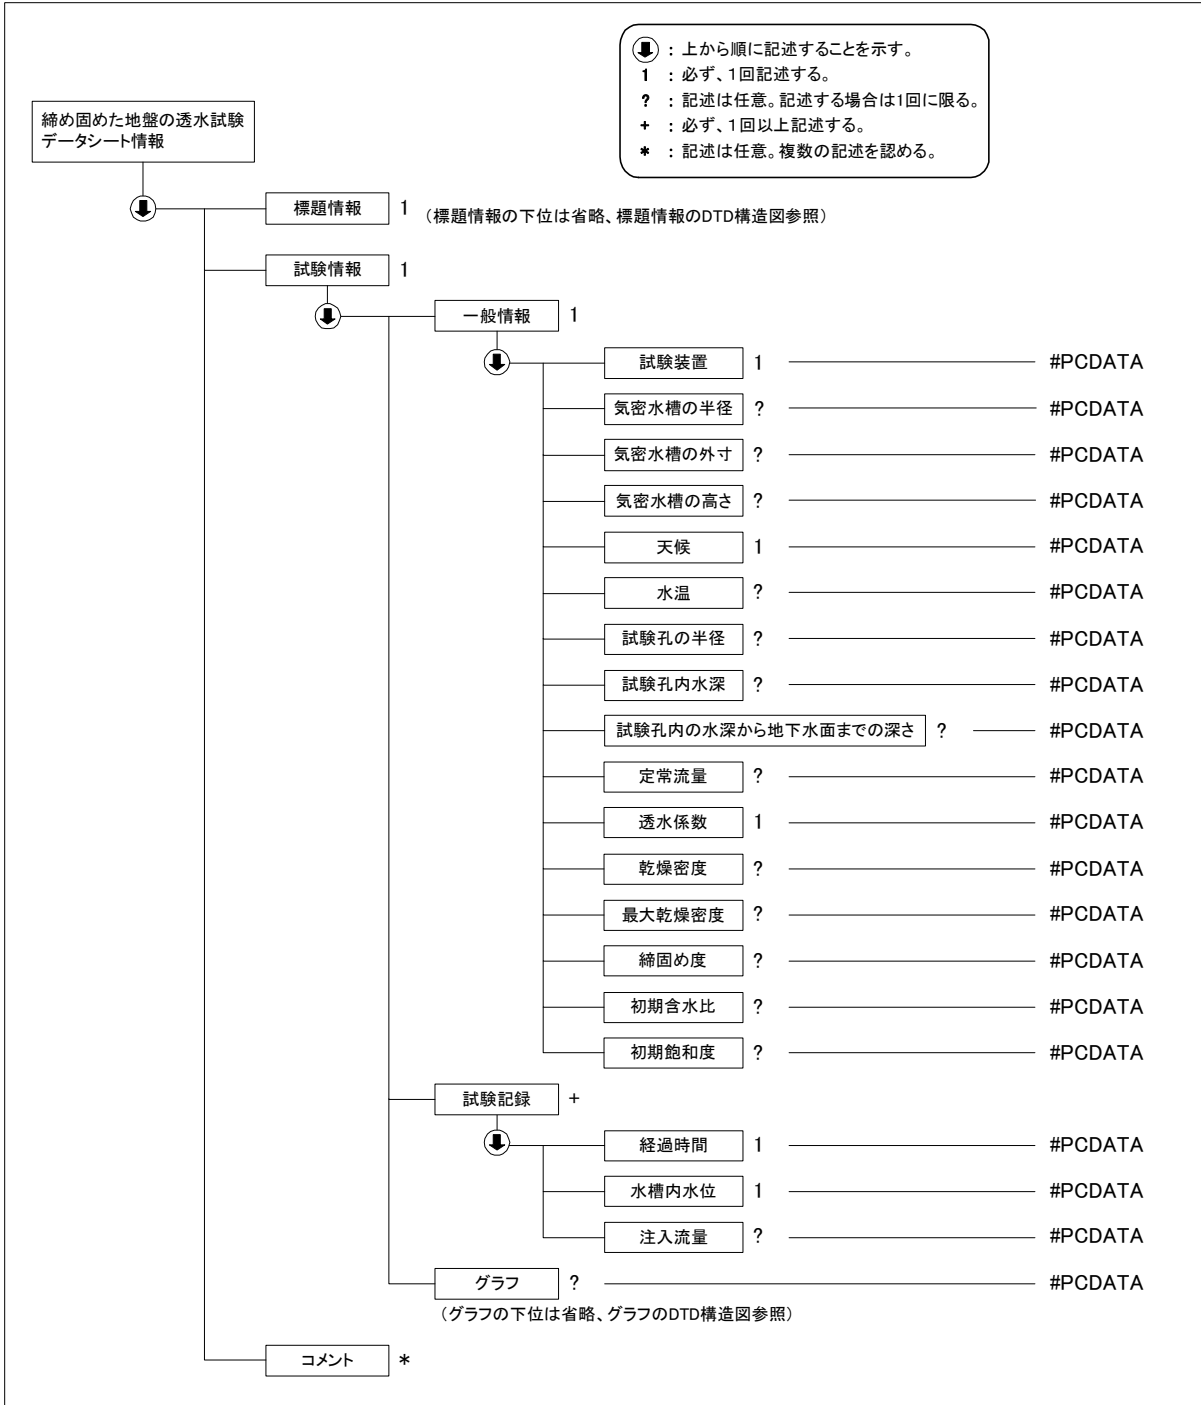 ： 上から順に記述することを示す。
1 ： 必ず、1回記述する。
? ： 記述は任意。記述する場合は1回に限る。
+ ： 必ず、1回以上記述する。
* ： 記述は任意。複数の記述を認める。
締め固めた地盤の透水試験
データシート情報
標題情報 1 （標題情報の下位は省略、標題情報のDTD構造図参照）
試験情報 1
一般情報 1
試験装置 1 #PCDATA
気密水槽の半径 ? #PCDATA
気密水槽の外寸 ? #PCDATA
気密水槽の高さ ? #PCDATA
天候 1 #PCDATA
水温 ? #PCDATA
試験孔の半径 ? #PCDATA
試験孔内水深 ? #PCDATA
試験孔内の水深から地下水面までの深さ ? #PCDATA
定常流量 ? #PCDATA
透水係数 1 #PCDATA
乾燥密度 ? #PCDATA
最大乾燥密度 ? #PCDATA
締固め度 ? #PCDATA
初期含水比 ? #PCDATA
初期飽和度 ? #PCDATA
試験記録 +
経過時間 1 #PCDATA
水槽内水位 1 #PCDATA
注入流量 ? #PCDATA
グラフ ? #PCDATA
（グラフの下位は省略、グラフのDTD構造図参照）
コメント *